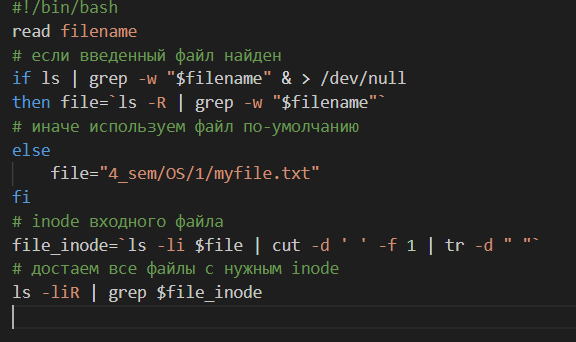 #!/bin/bash
read filename
# если введенный файл найден
if ls | grep -w "$filename" & > /dev/null
then file=`ls -R | grep -w "$filename"`
# иначе используем файл по-умолчанию
else
    file="4_sem/OS/1/myfile.txt"
fi
# inode входного файла
file_inode=`ls -li $file | cut -d ' ' -f 1 | tr -d " "`
# достаем все файлы с нужным inode
ls -liR | grep $file_inode